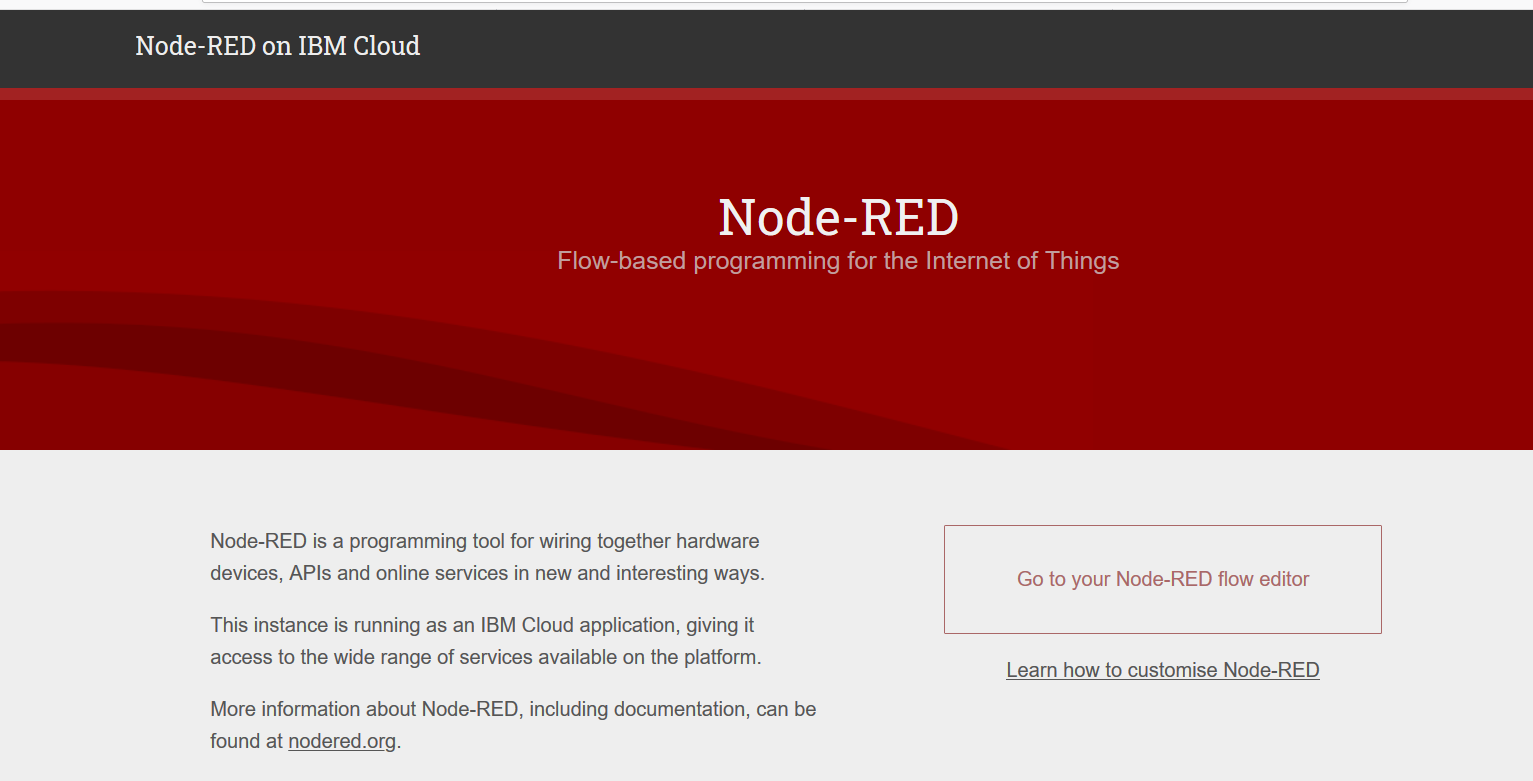 Node-RED on IBM Cloud
Node-RED
Flow-based programming for the Internet of Things
Node-RED is a programming tool for wiring together hardware
devices, APIs and online services in new and interesting ways.
This instance is running as an IBM Cloud application, giving it
access to the wide range of services available on the platform.
More information about Node-RED, including documentation, can be
found at nodered.org.
Go to your Node-RED flow editor
Learn how to customise Node-RED